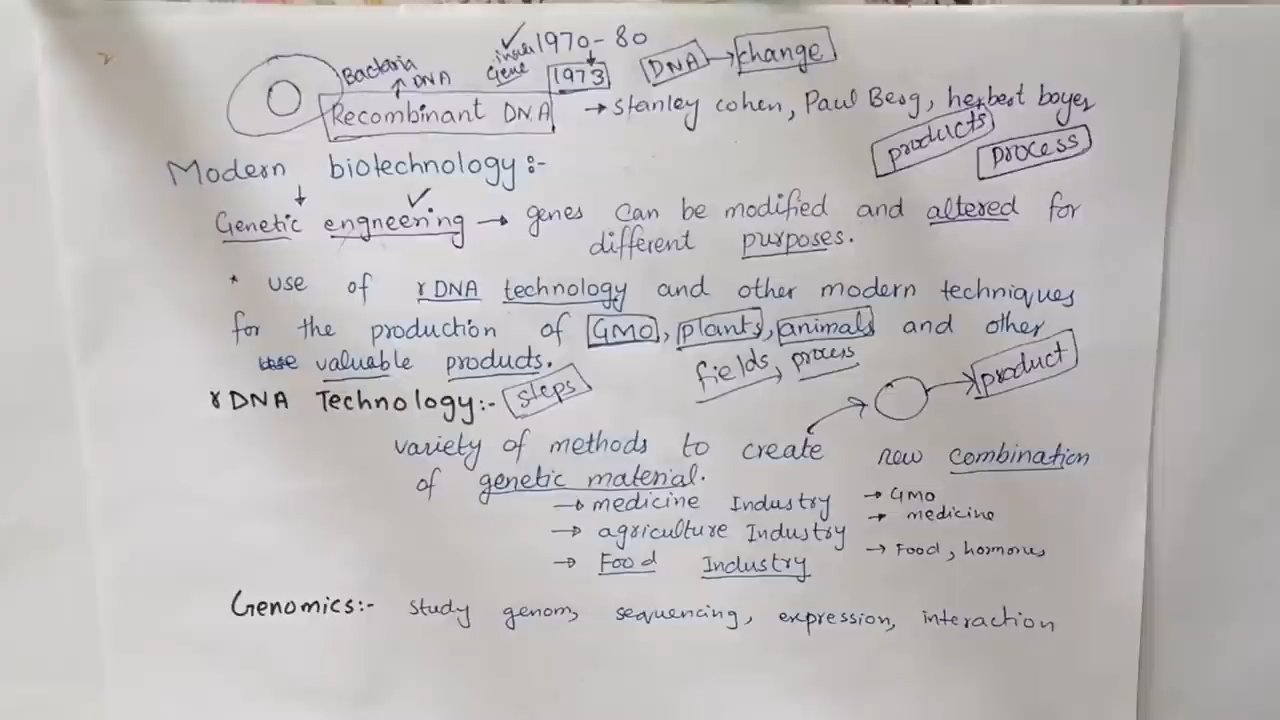 1970-80
Gene 1973 DNA → change
Bacteria
↑ DNA
Recombinant DNA → stanley cohen, Paul Berg, herbest boyer
products
process
Modern biotechnology:-
↓
Genetic engneering → genes can be modified and altered for
different purposes.
* use of rDNA technology and other modern techniques
for the production of GMO, plants, animals and other
valuable products.
fields, process
product
rDNA Technology:- steps
variety of methods to create new combination
of genetic material.
→ medicine Industry → GMO
→ medicine
→ agriculture Industry
→ Food, hormones
→ Food Industry
Genomics:- study genom, sequencing, expression, interaction